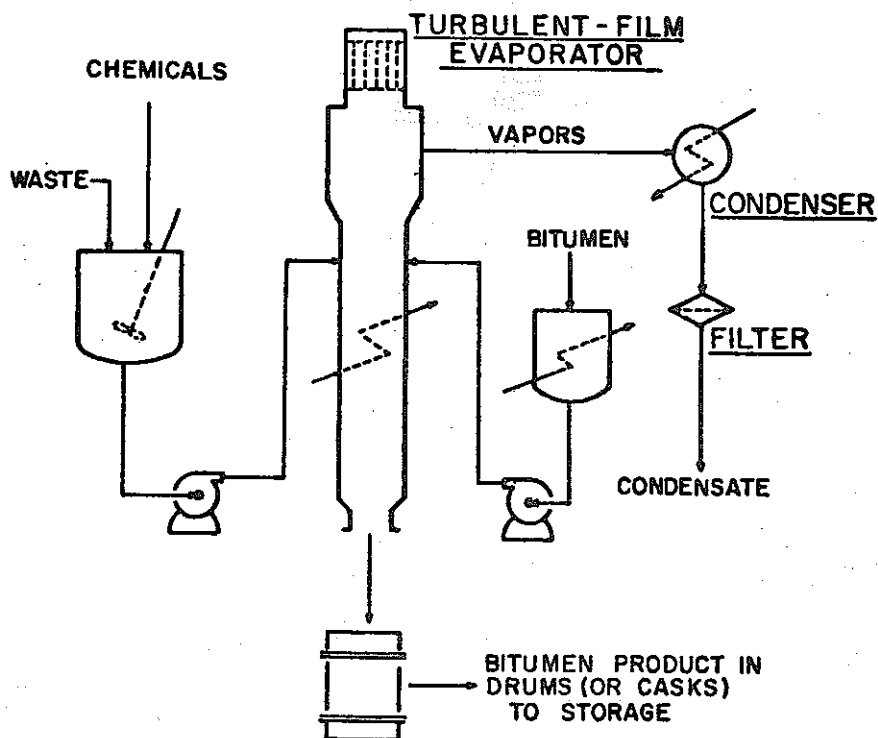 TURBULENT-FILM
EVAPORATOR
CHEMICALS
VAPORS
WASTE
CONDENSER
BITUMEN
FILTER
CONDENSATE
BITUMEN PRODUCT IN
DRUMS (OR CASKS)
TO STORAGE